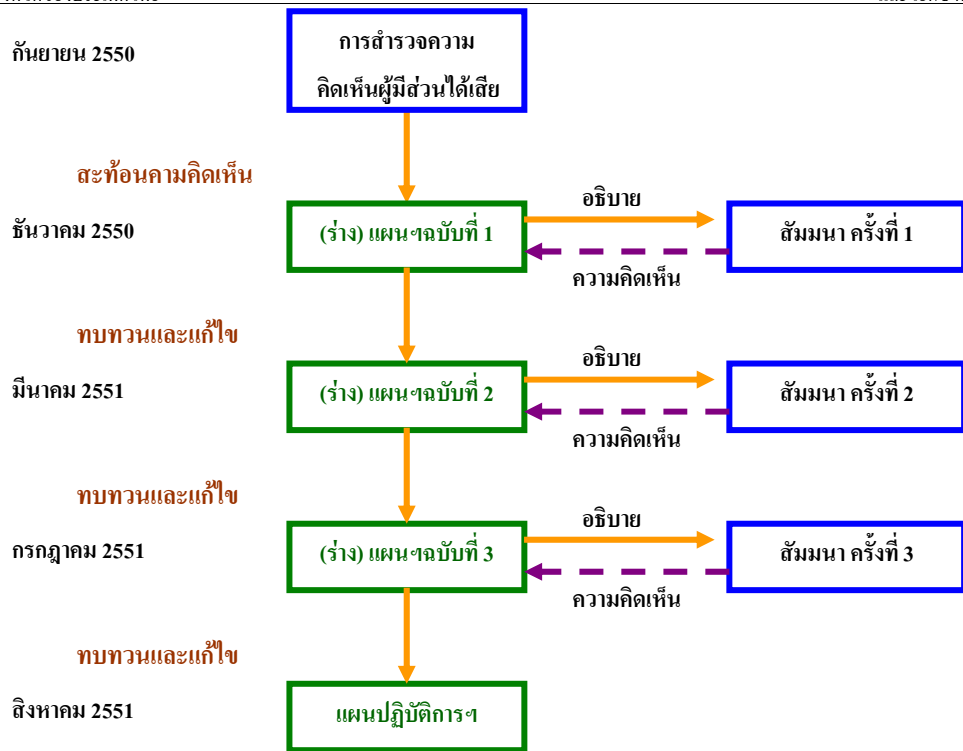 กันยายน 2550
การสำรวจความ
คิดเห็นผู้มีส่วนได้เสีย
สะท้อนคามคิดเห็น
ธันวาคม 2550
(ร่าง) แผนฯฉบับที่ 1
อธิบาย
ความคิดเห็น
สัมมนา ครั้งที่ 1
ทบทวนและแก้ไข
มีนาคม 2551
(ร่าง) แผนฯฉบับที่ 2
อธิบาย
ความคิดเห็น
สัมมนา ครั้งที่ 2
ทบทวนและแก้ไข
กรกฎาคม 2551
(ร่าง) แผนฯฉบับที่ 3
อธิบาย
ความคิดเห็น
สัมมนา ครั้งที่ 3
ทบทวนและแก้ไข
สิงหาคม 2551
แผนปฏิบัติการฯ